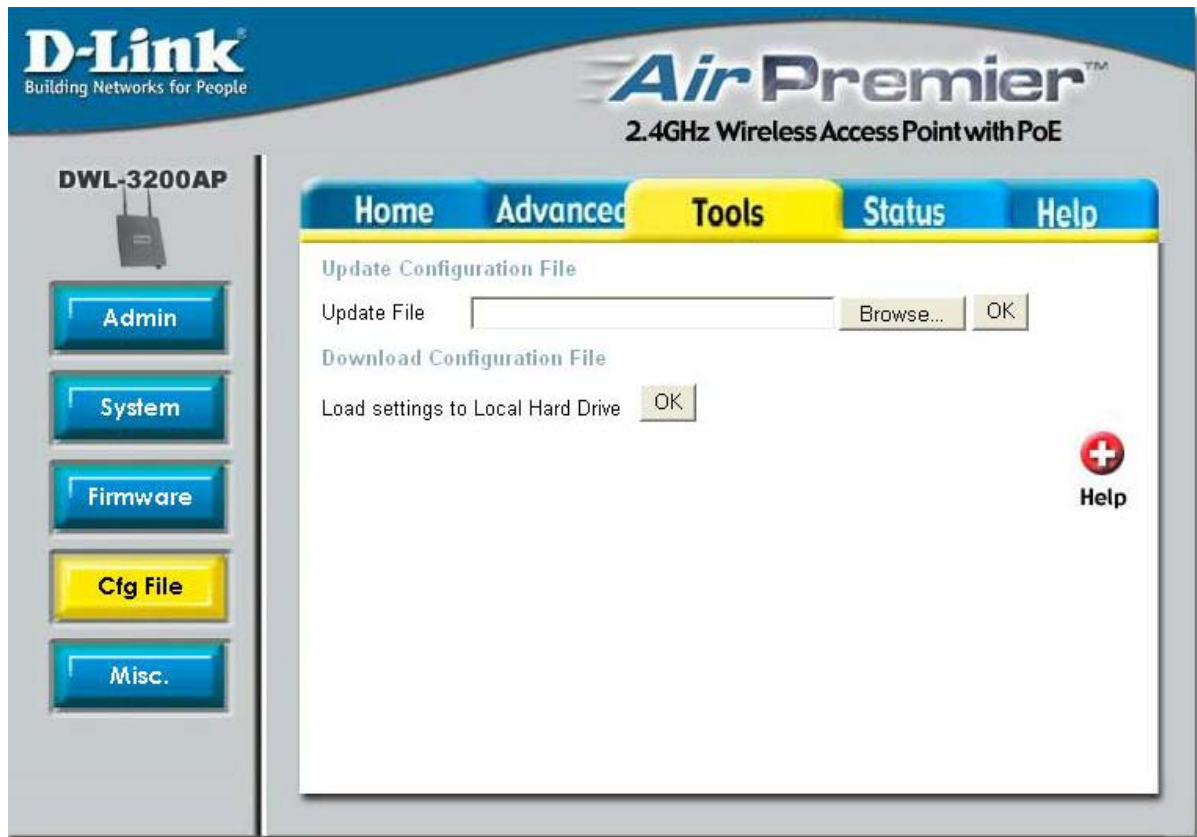 D-Link®
Building Networks for People
Air Premier™
2.4GHz Wireless Access Point with PoE
DWL-3200AP
Home Advanced Tools Status Help
Update Configuration File
Update File Browse... OK
Download Configuration File
Load settings to Local Hard Drive OK
Help
Admin
System
Firmware
Cfg File
Misc.